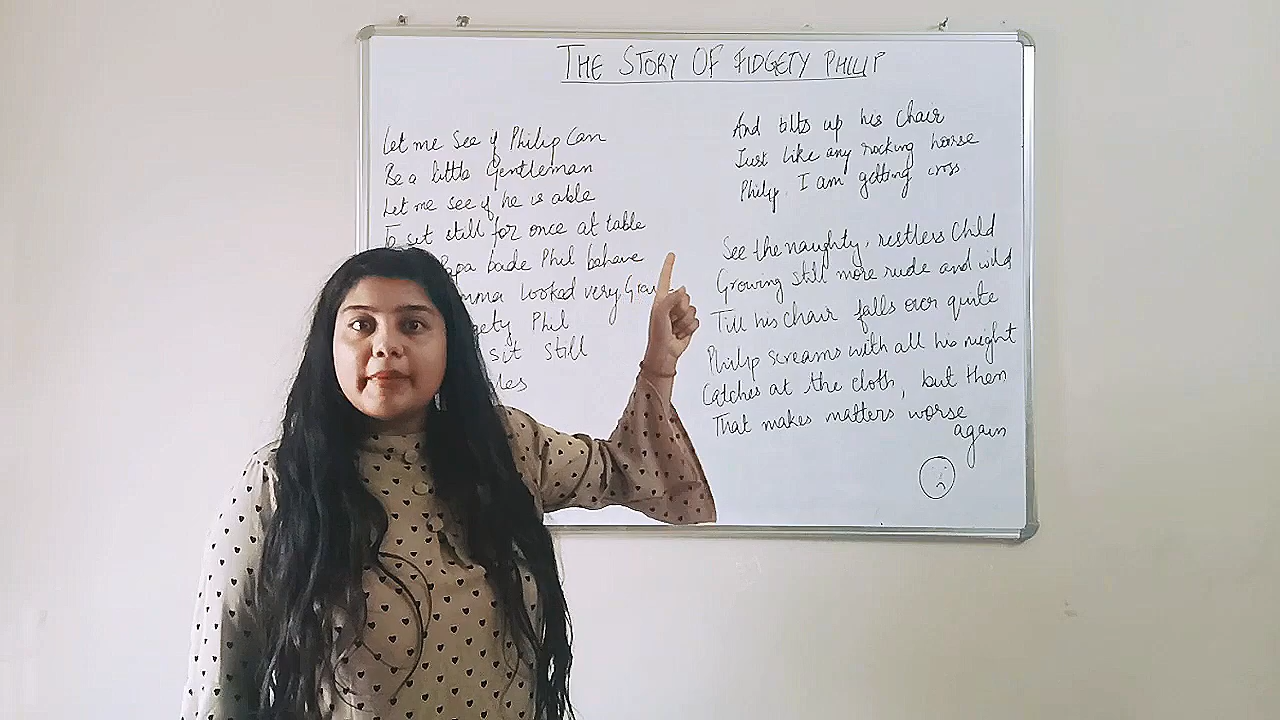 THE STORY OF FIDGETY PHILIP
Let me See if Philip Can
Be a little Gentleman
Let me see if he is able
To sit still for once at table
Papa bade Phil behave
looked very
Phil
sit still
And tilts up his chair
Just like any rocking horse
Philip, I am getting cross
See the naughty, restless Child
Growing still more rude and wild
Till his chair falls over quite
Philip screams with all his might
Catches at the cloth, but then
That makes matters, worse
again